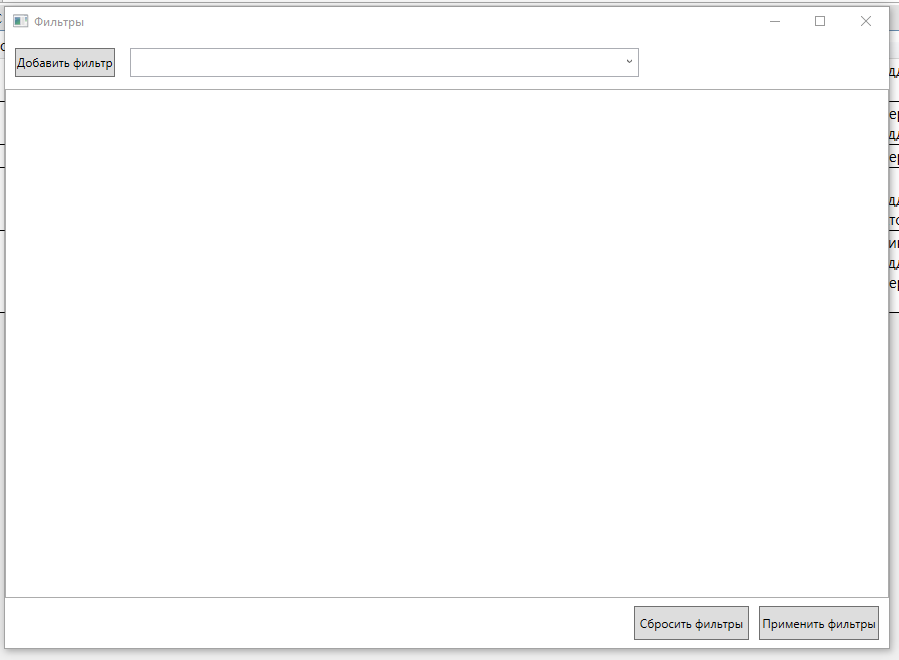 Фильтры
Добавить фильтр
Сбросить фильтры
Применить фильтры